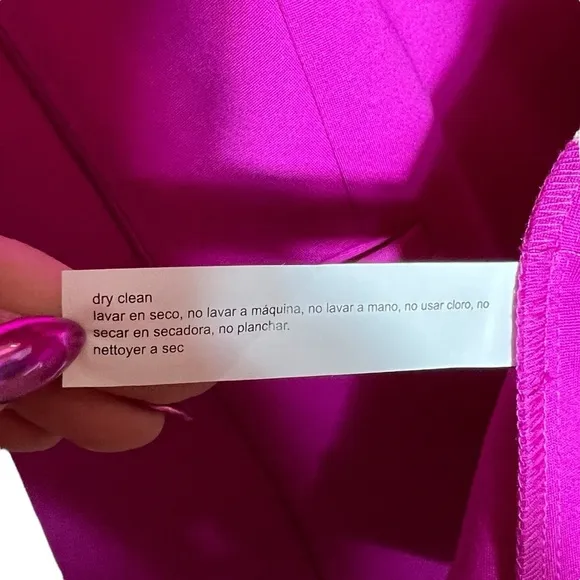 dry clean
lavar en seco, no lavar a máquina, no lavar a mano, no usar cloro, no
secar en secadora, no planchar.
nettoyer a sec